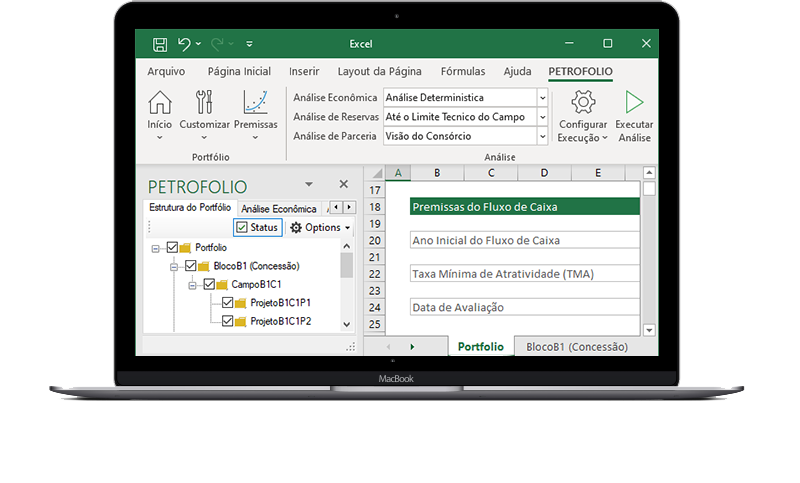 Excel
Arquivo Página Inicial Inserir Layout da Página Fórmulas Ajuda PETROFOLIO
Início Customizar Premissas
Portfólio
Análise Econômica Análise Deterministica
Análise de Reservas Até o Limite Tecnico do Campo
Análise de Parceria Visão do Consórcio
Configurar Execução
Executar Análise
Análise
PETROFOLIO
Estrutura do Portfólio Análise Econômica
Status Options
Portfolio
BlocoB1 (Concessão)
CampoB1C1
ProjetoB1C1P1
ProjetoB1C1P2
A B C D E
17
18 Premissas do Fluxo de Caixa
19
20 Ano Inicial do Fluxo de Caixa
21
22 Taxa Mínima de Atratividade (TMA)
23
24 Data de Avaliação
25
Portfolio BlocoB1 (Concessão)
MacBook